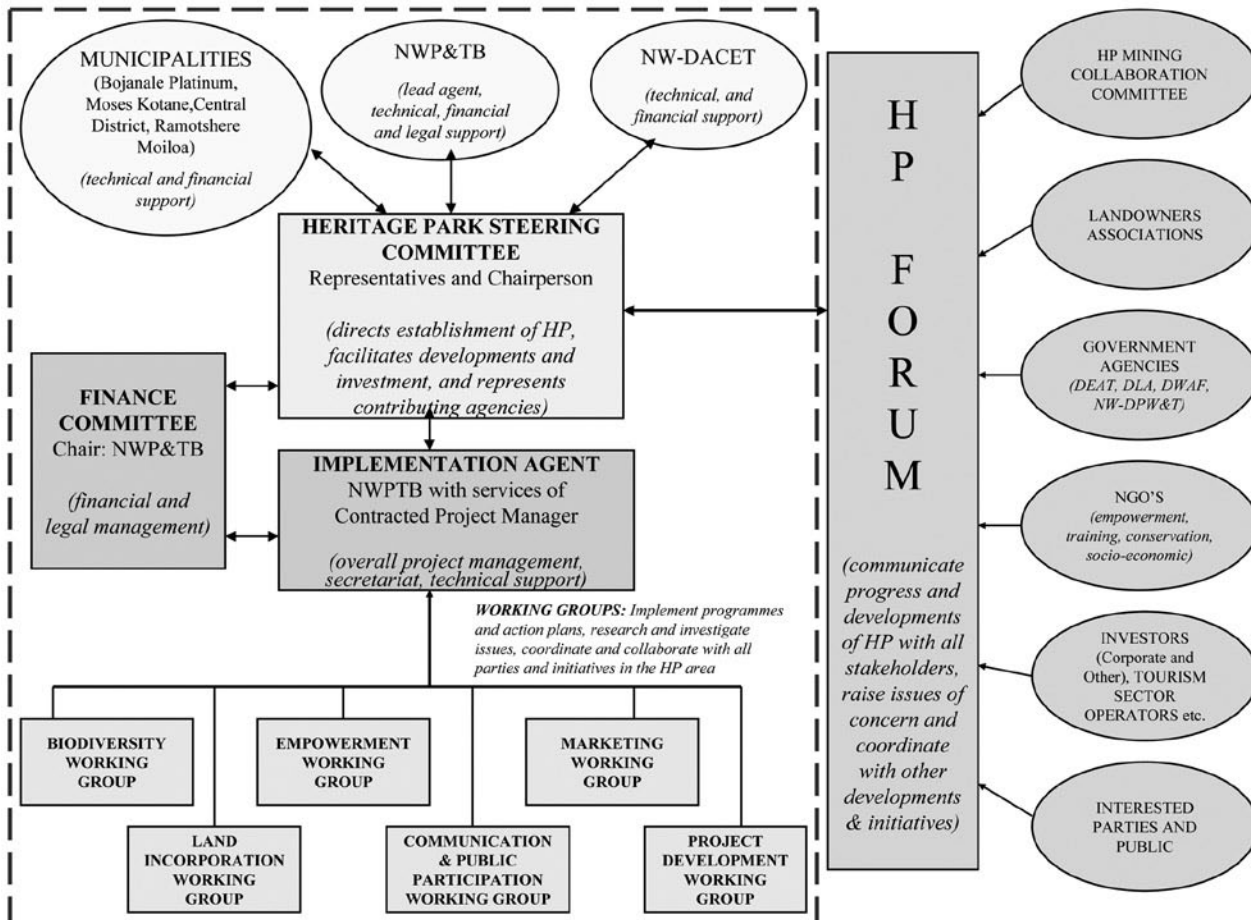 MUNICIPALITIES
(Bojanale Platinum,
Moses Kotane,Central
District, Ramotshere
Moiloa)
(technical and financial
support)
NWP&TB
(lead agent,
technical, financial
and legal support)
NW-DACET
(technical, and
financial support)
HERITAGE PARK STEERING
COMMITTEE
Representatives and Chairperson
(directs establishment of HP,
facilitates developments and
investment, and represents
contributing agencies)
FINANCE
COMMITTEE
Chair: NWP&TB
(financial and
legal management)
IMPLEMENTATION AGENT
NWPTB with services of
Contracted Project Manager
(overall project management,
secretariat, technical support)
WORKING GROUPS: Implement programmes
and action plans, research and investigate
issues, coordinate and collaborate with all
parties and initiatives in the HP area
BIODIVERSITY
WORKING
GROUP
EMPOWERMENT
WORKING
GROUP
MARKETING
WORKING
GROUP
LAND
INCORPORATION
WORKING
GROUP
COMMUNICATION
& PUBLIC
PARTICIPATION
WORKING GROUP
PROJECT
DEVELOPMENT
WORKING
GROUP
H
P
F
O
R
U
M
(communicate
progress and
developments
of HP with all
stakeholders,
raise issues of
concern and
coordinate
with other
developments
& initiatives)
HP MINING
COLLABORATION
COMMITTEE
LANDOWNERS
ASSOCIATIONS
GOVERNMENT
AGENCIES
(DEAT, DLA, DWAF,
NW-DPW&T)
NGO'S
(empowerment,
training, conservation,
socio-economic)
INVESTORS
(Corporate and
Other), TOURISM
SECTOR
OPERATORS etc.
INTERESTED
PARTIES AND
PUBLIC